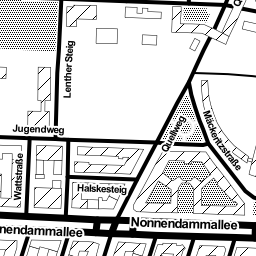 Lenther Steig
Jugendweg
Quellweg
Mäckeritzstraße
Wattstraße
Halskesteig
Nonnendammallee
nendammallee